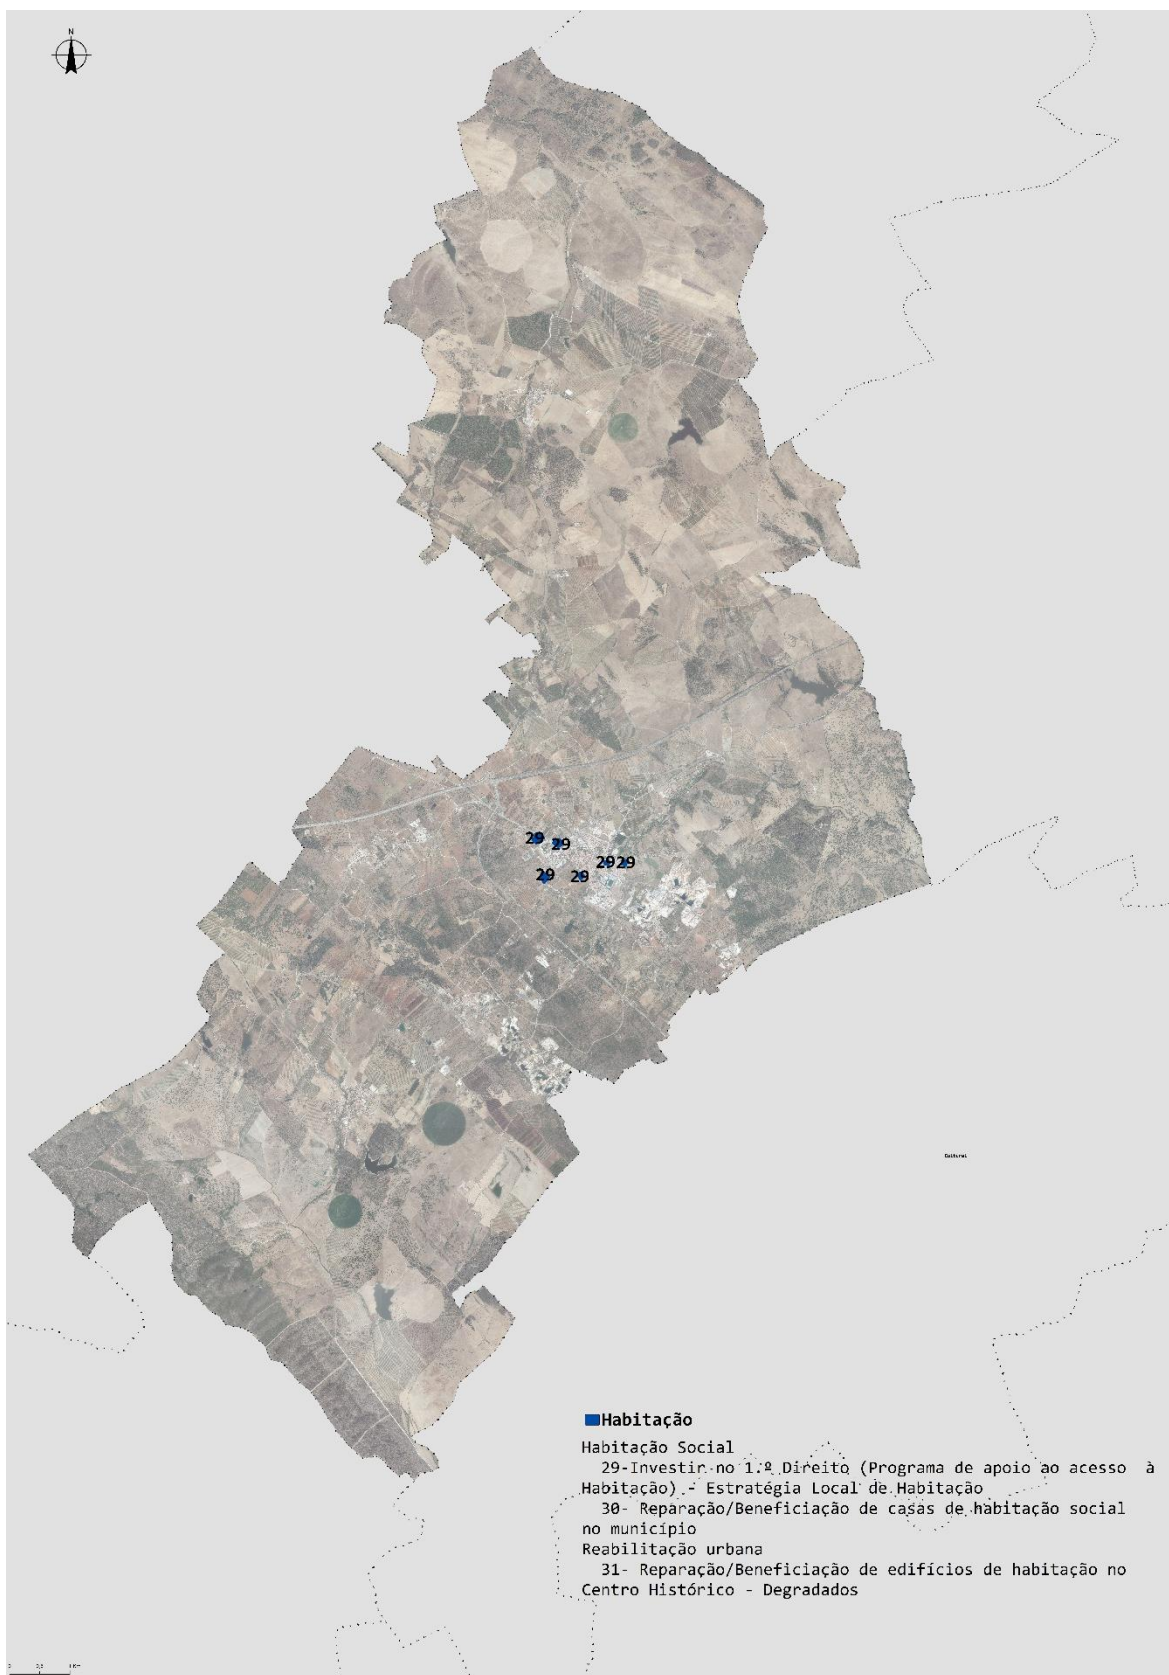 N
29
29
29
29
29
29
Habitação
Habitação Social
29-Investir no 1.º Direito (Programa de apoio ao acesso à
Habitação) - Estratégia Local de Habitação
30- Reparação/Beneficiação de casas de habitação social
no município
Reabilitação urbana
31- Reparação/Beneficiação de edifícios de habitação no
Centro Histórico - Degradados
0